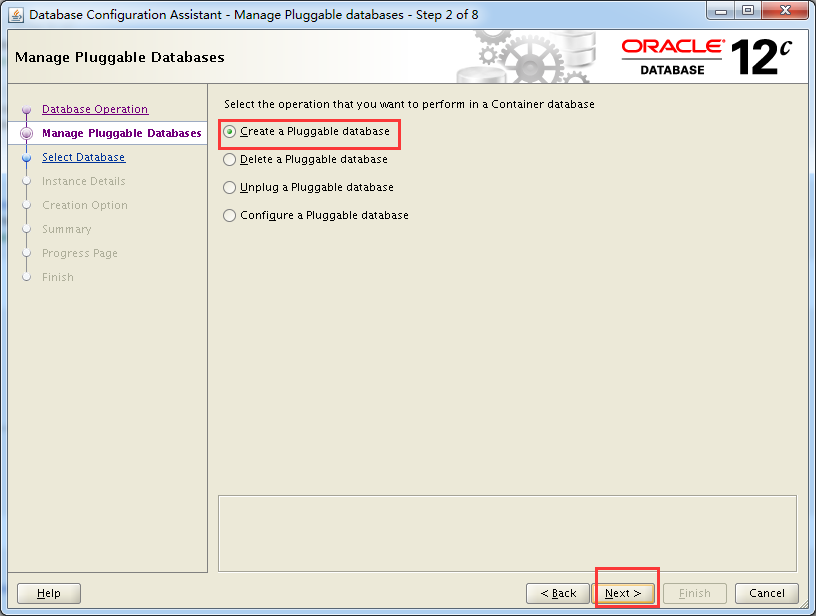 Database Configuration Assistant - Manage Pluggable databases - Step 2 of 8
Manage Pluggable Databases
ORACLE
DATABASE
12c
Database Operation
Manage Pluggable Databases
Select Database
Instance Details
Creation Option
Summary
Progress Page
Finish
Select the operation that you want to perform in a Container database
Create a Pluggable database
Delete a Pluggable database
Unplug a Pluggable database
Configure a Pluggable database
Help
< Back
Next >
Finish
Cancel